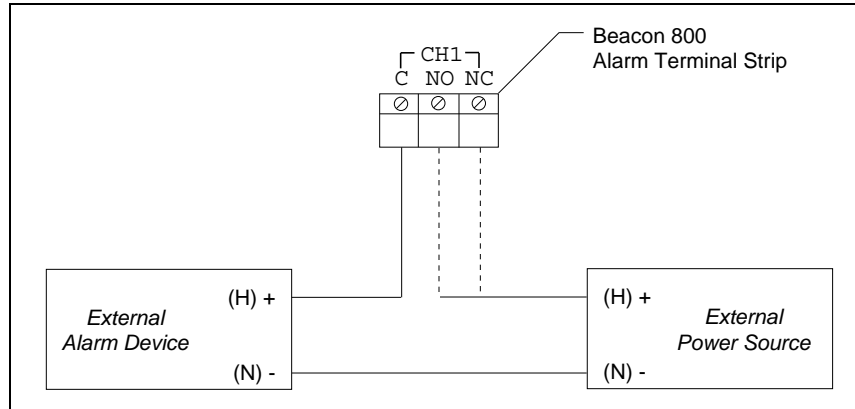 Beacon 800
Alarm Terminal Strip
CH1
C NO NC
(H) +
External
Alarm Device
(N) -
(H) +
External
Power Source
(N) -